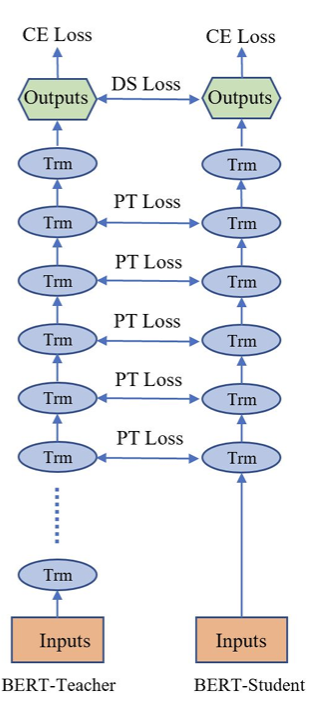 CE Loss CE Loss
Outputs DS Loss Outputs
Trm Trm
Trm PT Loss Trm
Trm PT Loss Trm
Trm PT Loss Trm
Trm PT Loss Trm
Trm PT Loss Trm
Trm
Inputs Inputs
BERT-Teacher BERT-Student